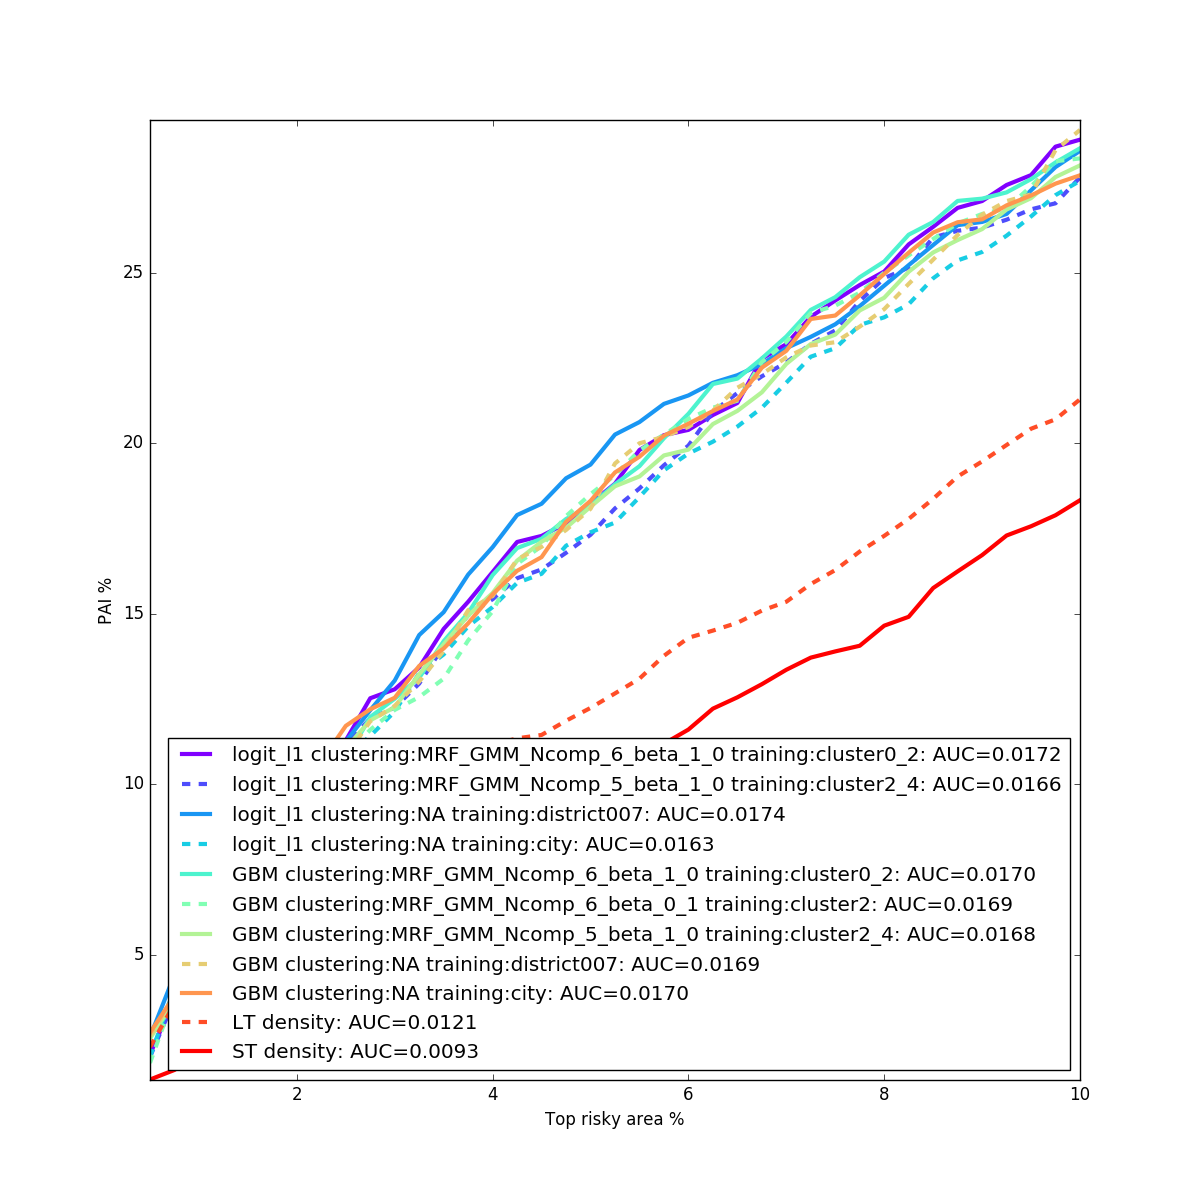 25
20
15
10
5
PAI %
logit_l1 clustering:MRF_GMM_Ncomp_6_beta_1_0 training:cluster0_2: AUC=0.0172
logit_l1 clustering:MRF_GMM_Ncomp_5_beta_1_0 training:cluster2_4: AUC=0.0166
logit_l1 clustering:NA training:district007: AUC=0.0174
logit_l1 clustering:NA training:city: AUC=0.0163
GBM clustering:MRF_GMM_Ncomp_6_beta_1_0 training:cluster0_2: AUC=0.0170
GBM clustering:MRF_GMM_Ncomp_6_beta_0_1 training:cluster2: AUC=0.0169
GBM clustering:MRF_GMM_Ncomp_5_beta_1_0 training:cluster2_4: AUC=0.0168
GBM clustering:NA training:district007: AUC=0.0169
GBM clustering:NA training:city: AUC=0.0170
LT density: AUC=0.0121
ST density: AUC=0.0093
2 4 6 8 10
Top risky area %